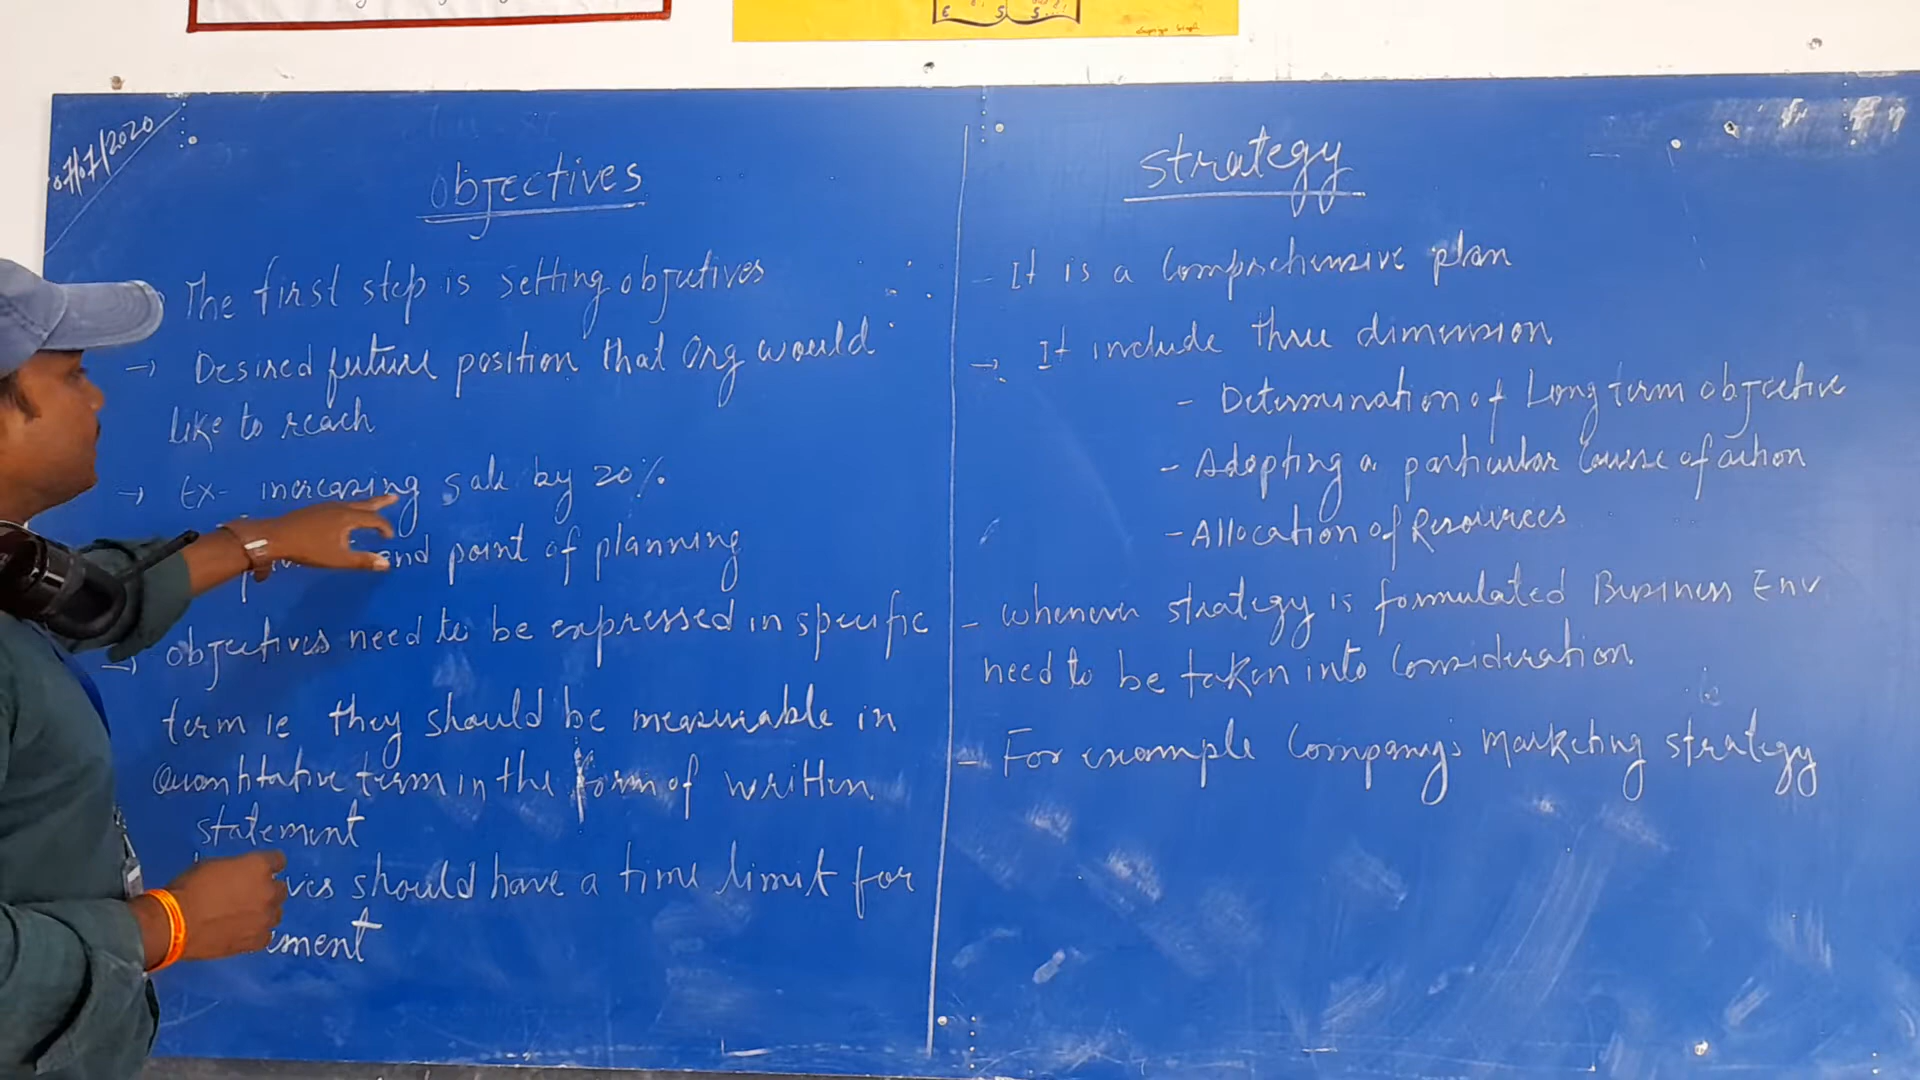 07/07/2020
Objectives
The first step is setting objectives
→ Desired future position that Org would
like to reach
→ Ex- increasing sale by 20%
end point of planning
→ objectives need to be expressed in specific
term ie they should be measurable in
Quantitative term in the form of written
statement
should have a time limit for
Strategy
- It is a Comprehensive plan
→ It include three dimension
- Determination of Long term objective
- Adopting a particular Course of action
- Allocation of Resources
- whenever strategy is formulated Business Env
need to be taken into Consideration.
- For example Company's Marketing strategy